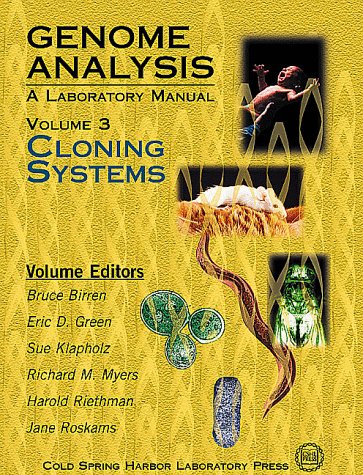 GENOME
ANALYSIS
A LABORATORY MANUAL
VOLUME 3
CLONING
SYSTEMS
Volume Editors
Bruce Birren
Eric D. Green
Sue Klapholz
Richard M. Myers
Harold Riethman
Jane Roskams
COLD SPRING HARBOR LABORATORY PRESS